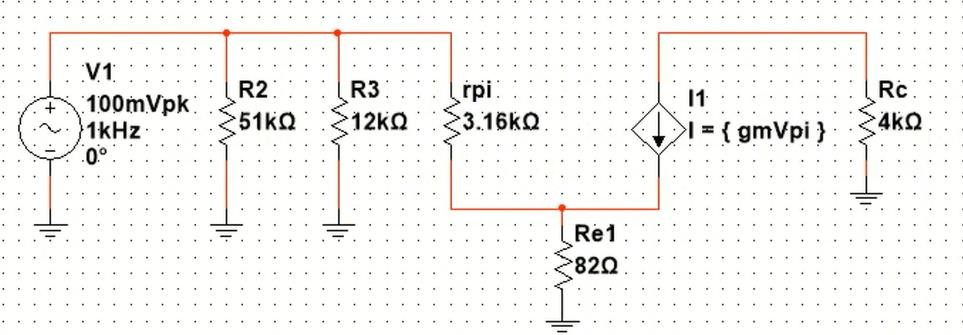 V1
100mVpk
1kHz
0°
R2
51kΩ
R3
12kΩ
rpi
3.16kΩ
I1
I = { gmVpi }
Rc
4kΩ
Re1
82Ω